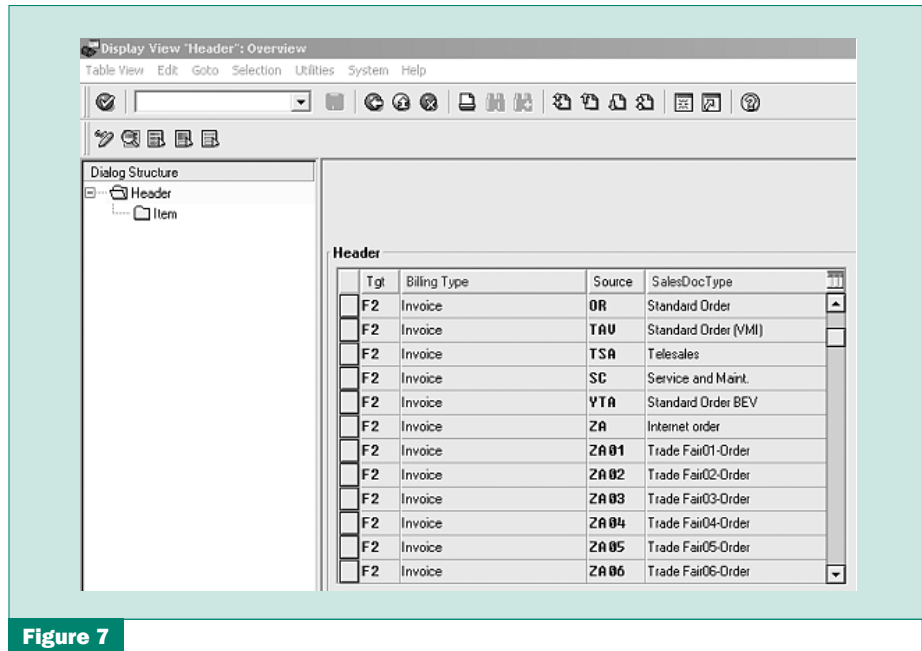 Display View "Header": Overview
Table View Edit Goto Selection Utilities System Help
Dialog Structure
Header
Item
Header
Tgt Billing Type Source SalesDocType
F2 Invoice OR Standard Order
F2 Invoice TAV Standard Order (VMI)
F2 Invoice TSA Telesales
F2 Invoice SC Service and Maint.
F2 Invoice YTA Standard Order BEV
F2 Invoice ZA Internet order
F2 Invoice ZA01 Trade Fair01-Order
F2 Invoice ZA02 Trade Fair02-Order
F2 Invoice ZA03 Trade Fair03-Order
F2 Invoice ZA04 Trade Fair04-Order
F2 Invoice ZA05 Trade Fair05-Order
F2 Invoice ZA06 Trade Fair06-Order
Figure 7